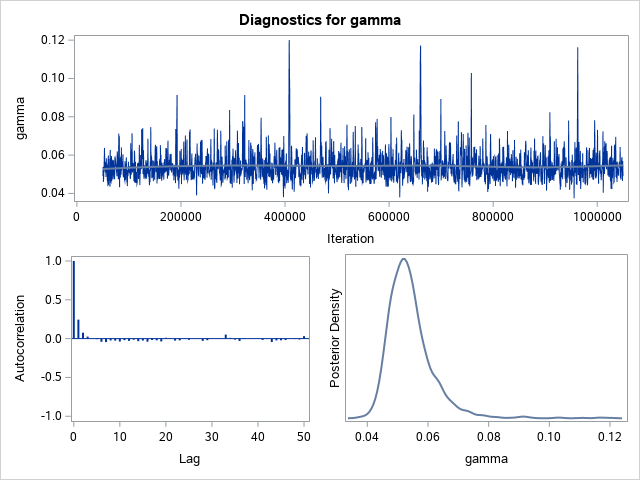 Diagnostics for gamma
gamma
0.12
0.10
0.08
0.06
0.04
0 200000 400000 600000 800000 1000000
Iteration
Autocorrelation
1.0
0.5
0.0
-0.5
-1.0
0 10 20 30 40 50
Lag
Posterior Density
0.04 0.06 0.08 0.10 0.12
gamma